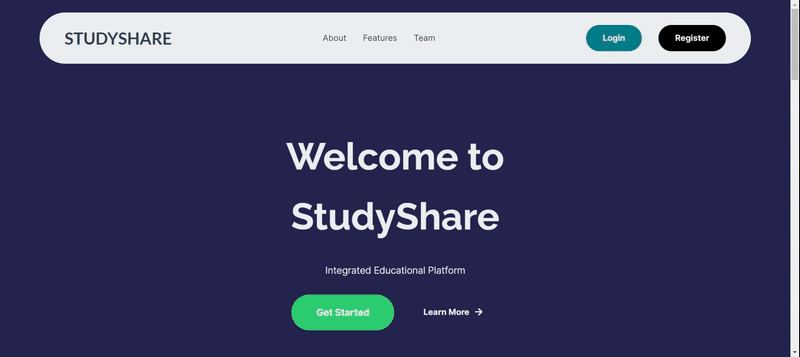 STUDYSHARE
About Features Team
Login Register
Welcome to
StudyShare
Integrated Educational Platform
Get Started Learn More →